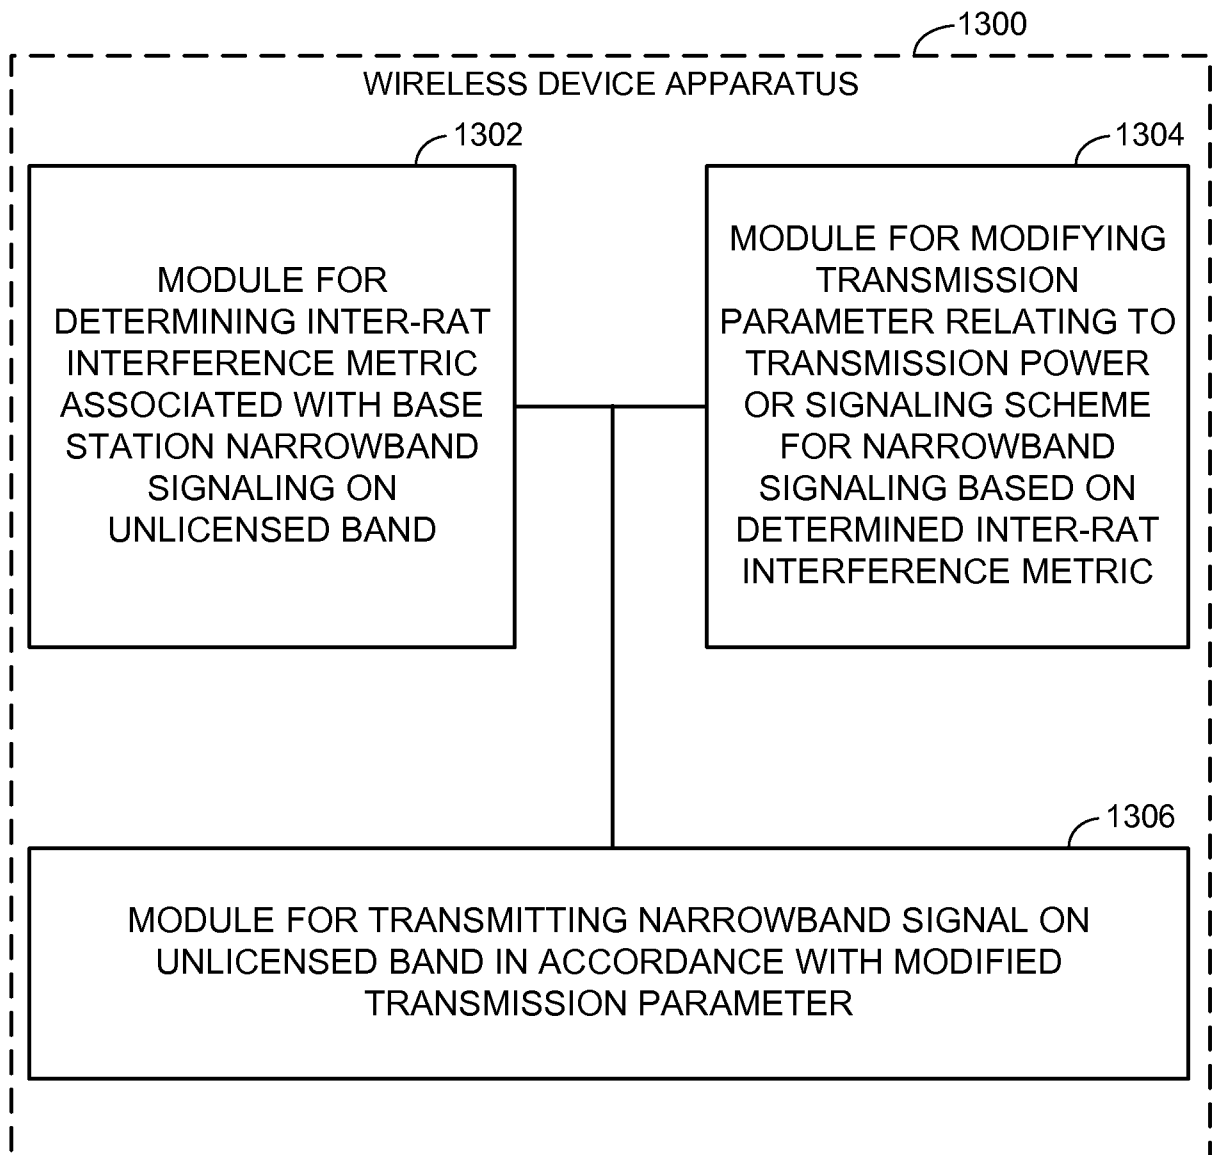 1300
WIRELESS DEVICE APPARATUS
1302
MODULE FOR
DETERMINING INTER-RAT
INTERFERENCE METRIC
ASSOCIATED WITH BASE
STATION NARROWBAND
SIGNALING ON
UNLICENSED BAND
1304
MODULE FOR MODIFYING
TRANSMISSION
PARAMETER RELATING TO
TRANSMISSION POWER
OR SIGNALING SCHEME
FOR NARROWBAND
SIGNALING BASED ON
DETERMINED INTER-RAT
INTERFERENCE METRIC
1306
MODULE FOR TRANSMITTING NARROWBAND SIGNAL ON
UNLICENSED BAND IN ACCORDANCE WITH MODIFIED
TRANSMISSION PARAMETER